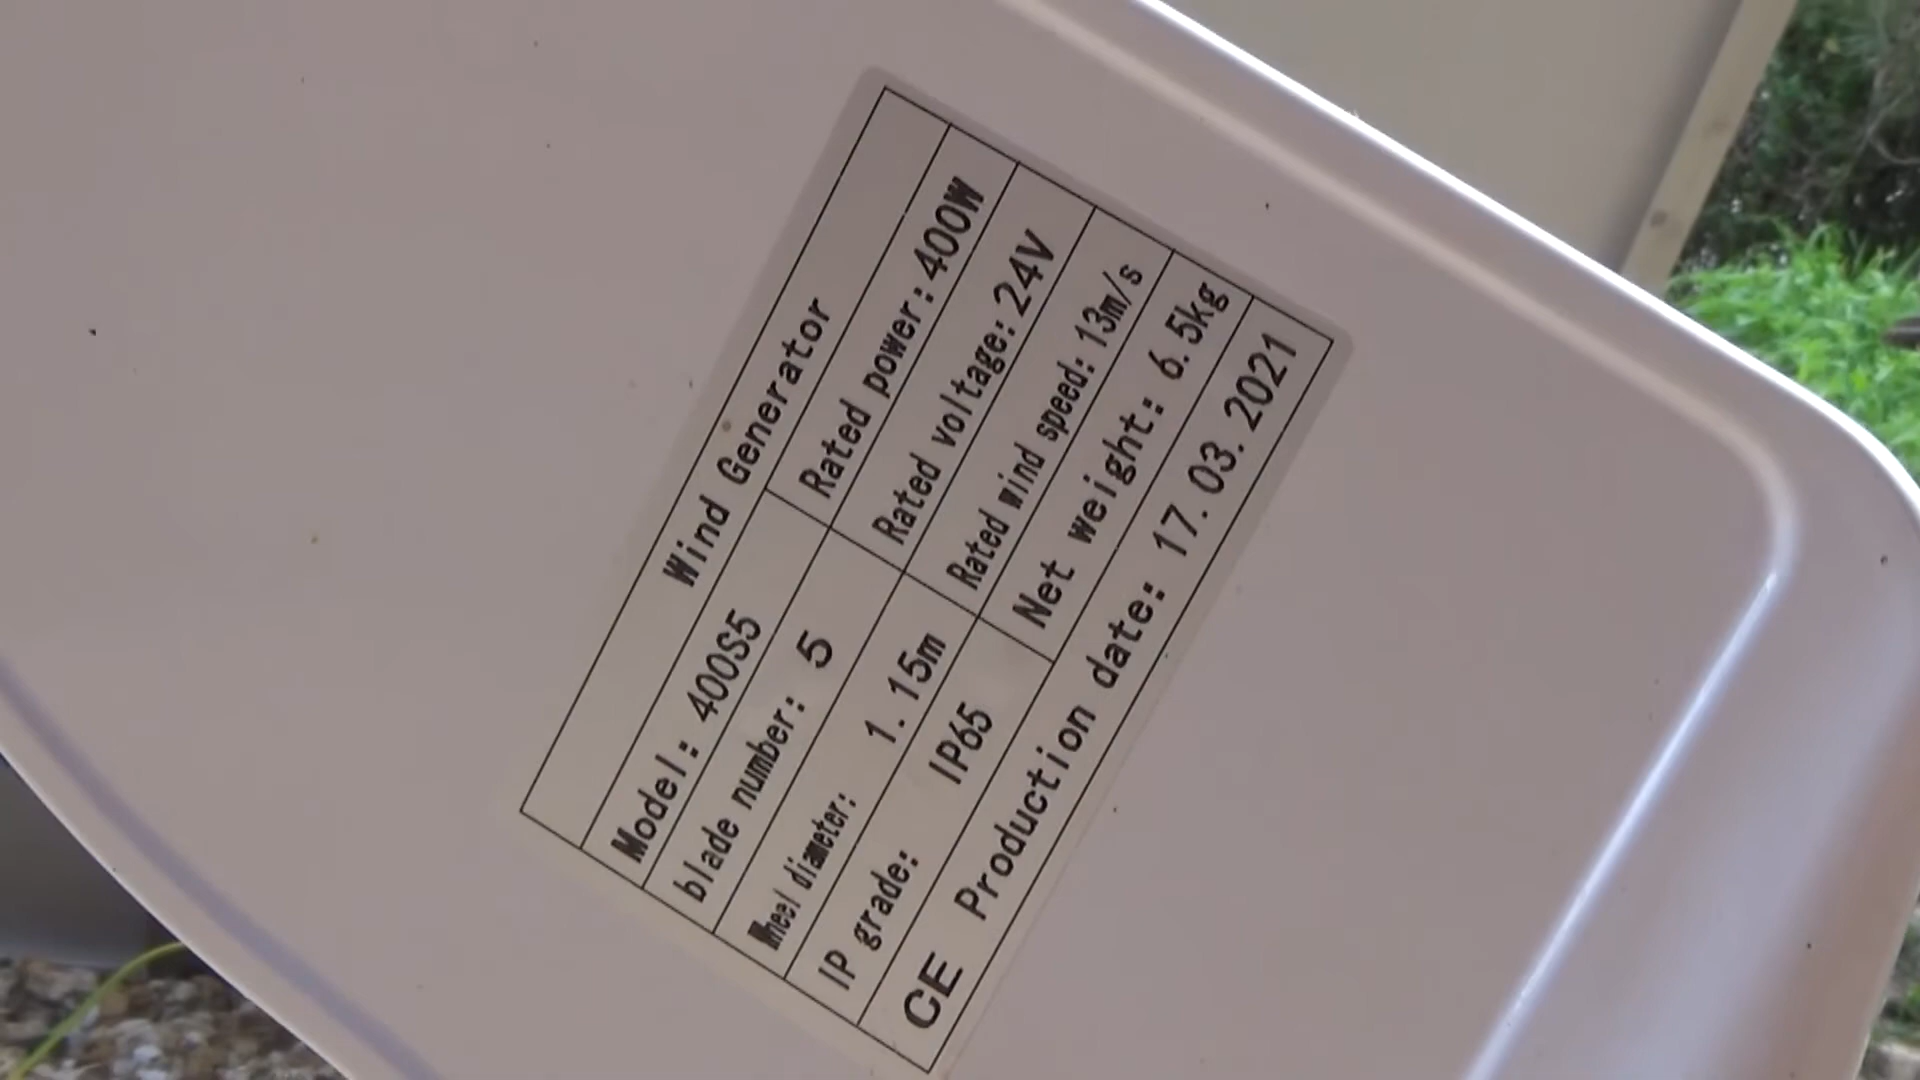 Wind Generator
Model: 400S5 Rated power: 400W
blade number: 5 Rated voltage: 24V
Wheel diameter: 1.15m Rated wind speed: 13m/s
IP grade: IP65 Net weight: 6.5kg
CE Production date: 17.03.2021